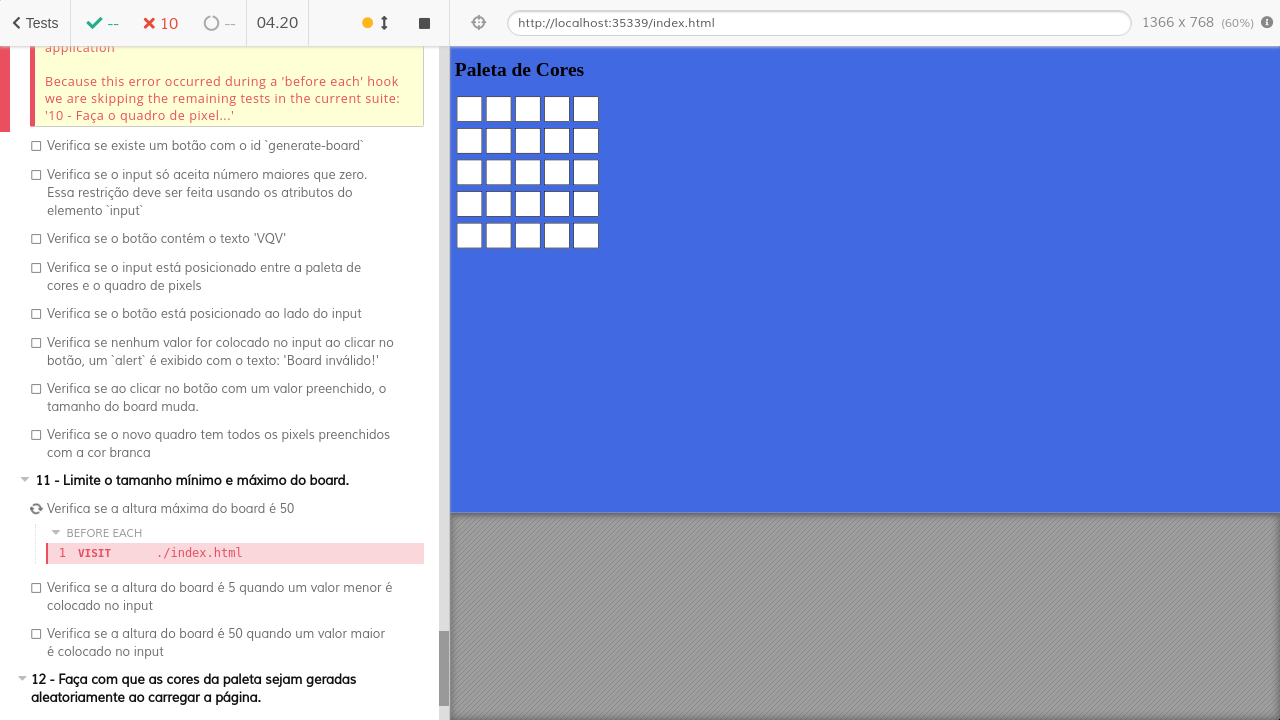 Tests
--
10
--
04.20
http://localhost:35339/index.html
1366 x 768 (60%)
application
Because this error occurred during a 'before each' hook
we are skipping the remaining tests in the current suite:
'10 - Faça o quadro de pixel...'
Verifica se existe um botão com o id `generate-board`
Verifica se o input só aceita número maiores que zero.
Essa restrição deve ser feita usando os atributos do
elemento `input`
Verifica se o botão contém o texto 'VQV'
Verifica se o input está posicionado entre a paleta de
cores e o quadro de pixels
Verifica se o botão está posicionado ao lado do input
Verifica se nenhum valor for colocado no input ao clicar no
botão, um `alert` é exibido com o texto: 'Board inválido!'
Verifica se ao clicar no botão com um valor preenchido, o
tamanho do board muda.
Verifica se o novo quadro tem todos os pixels preenchidos
com a cor branca
11 - Limite o tamanho mínimo e máximo do board.
Verifica se a altura máxima do board é 50
BEFORE EACH
1 VISIT ./index.html
Verifica se a altura do board é 5 quando um valor menor é
colocado no input
Verifica se a altura do board é 50 quando um valor maior
é colocado no input
12 - Faça com que as cores da paleta sejam geradas
aleatoriamente ao carregar a página.
Paleta de Cores